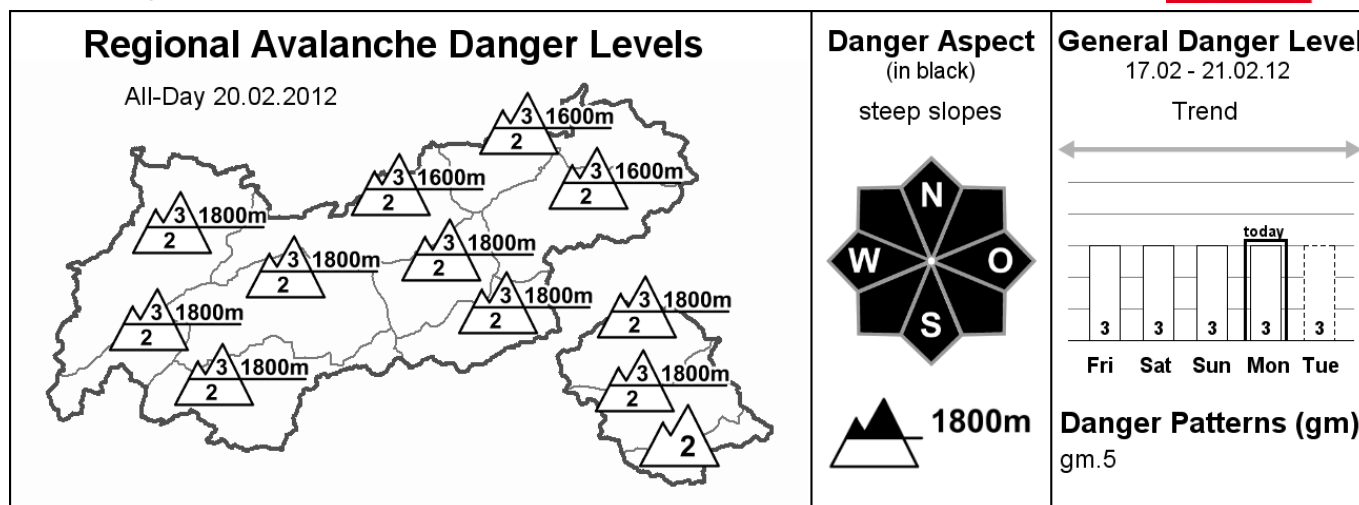 Regional Avalanche Danger Levels
All-Day 20.02.2012
3 1600m
2
3 1600m
2
3 1600m
2
3 1800m
2
3 1800m
2
3 1800m
2
3 1800m
2
3 1800m
2
3 1800m
2
3 1800m
2
3 1800m
2
2
Danger Aspect
(in black)
steep slopes
N
W O
S
1800m
General Danger Level
17.02 - 21.02.12
Trend
today
3 3 3 3 3
Fri Sat Sun Mon Tue
Danger Patterns (gm)
gm.5